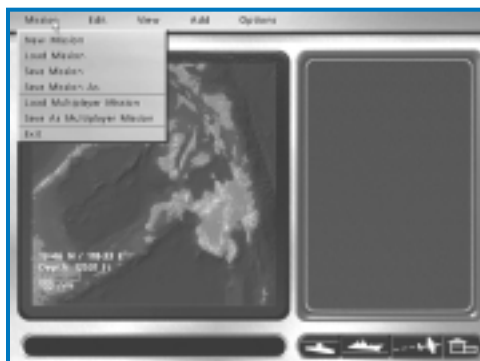 Mission Edit View Add Options
New Mission
Load Mission
Save Mission
Save Mission As
Load Multiplayer Mission
Save As Multiplayer Mission
Exit
Depth: